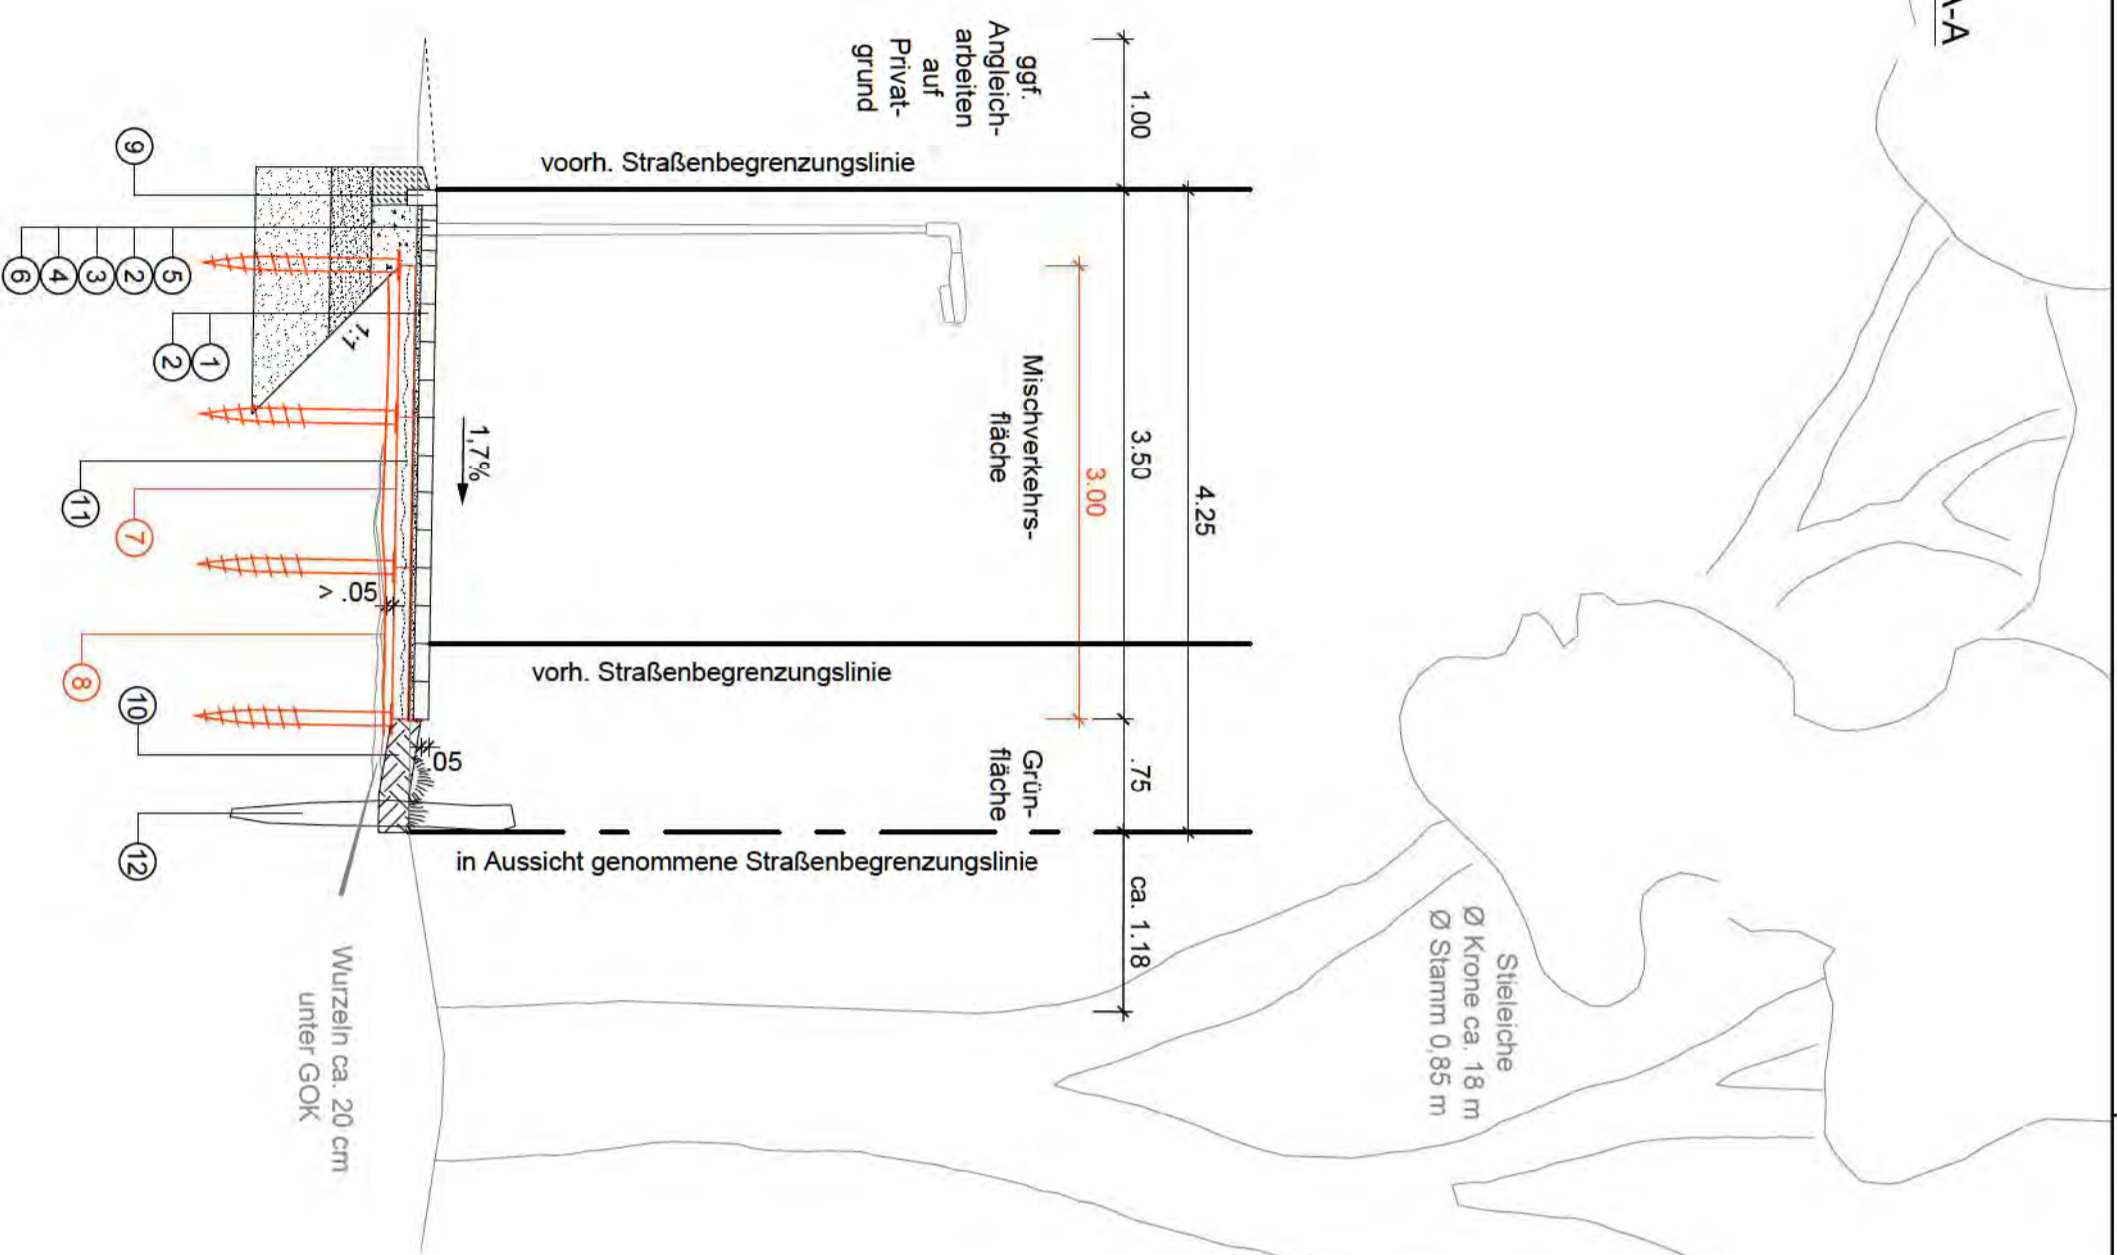 A-A
1.00
3.50
.75
ca. 1.18
4.25
3.00
ggf.
Angleich-
arbeiten
auf
Privat-
grund
Mischverkehrs-
fläche
Grün-
fläche
voorh. Straßenbegrenzungslinie
vorh. Straßenbegrenzungslinie
in Aussicht genommene Straßenbegrenzungslinie
Stieleiche
Ø Krone ca. 18 m
Ø Stamm 0,85 m
1,7%
1:1
> .05
.05
9
5
2
3
4
6
1
2
11
7
8
10
12
Wurzeln ca. 20 cm
unter GOK